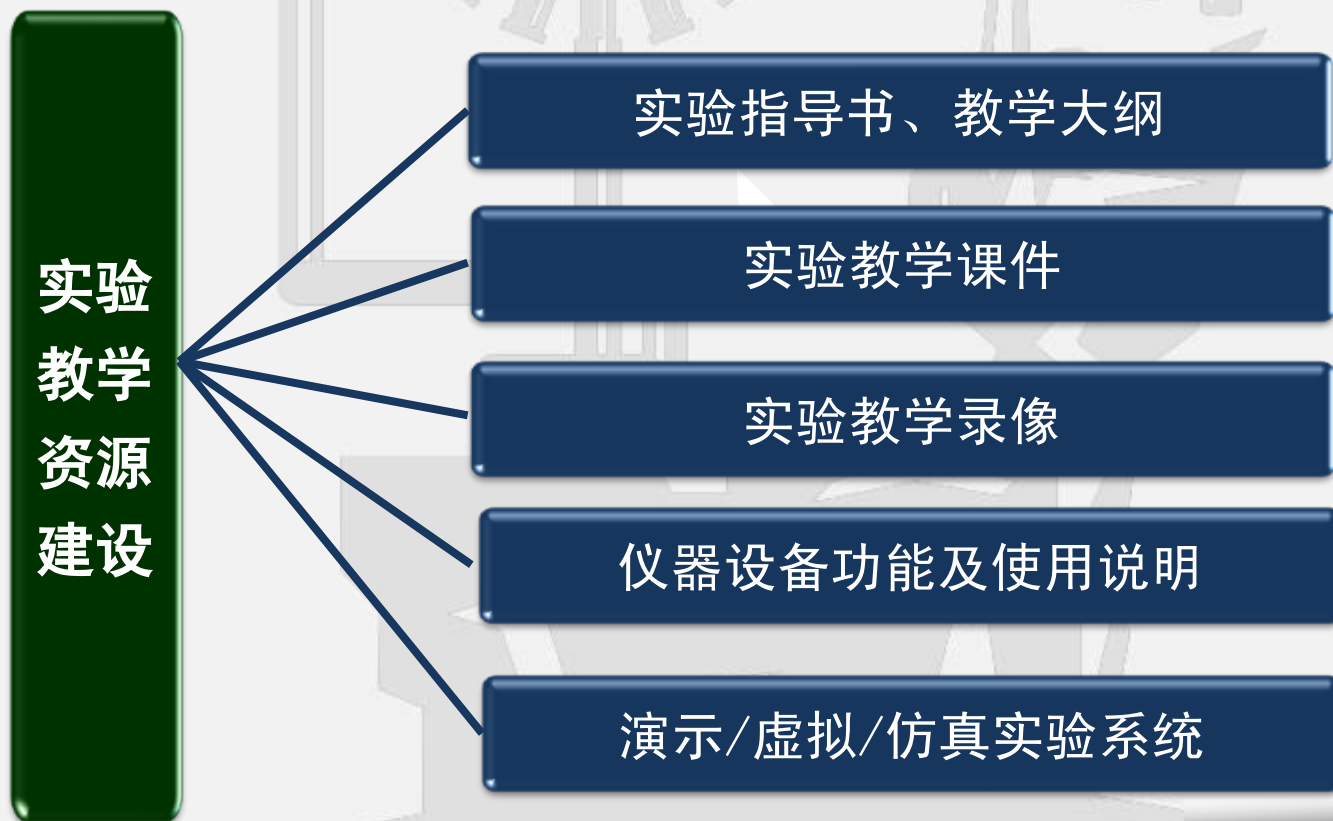 实验
教学
资源
建设
实验指导书、教学大纲
实验教学课件
实验教学录像
仪器设备功能及使用说明
演示/虚拟/仿真实验系统